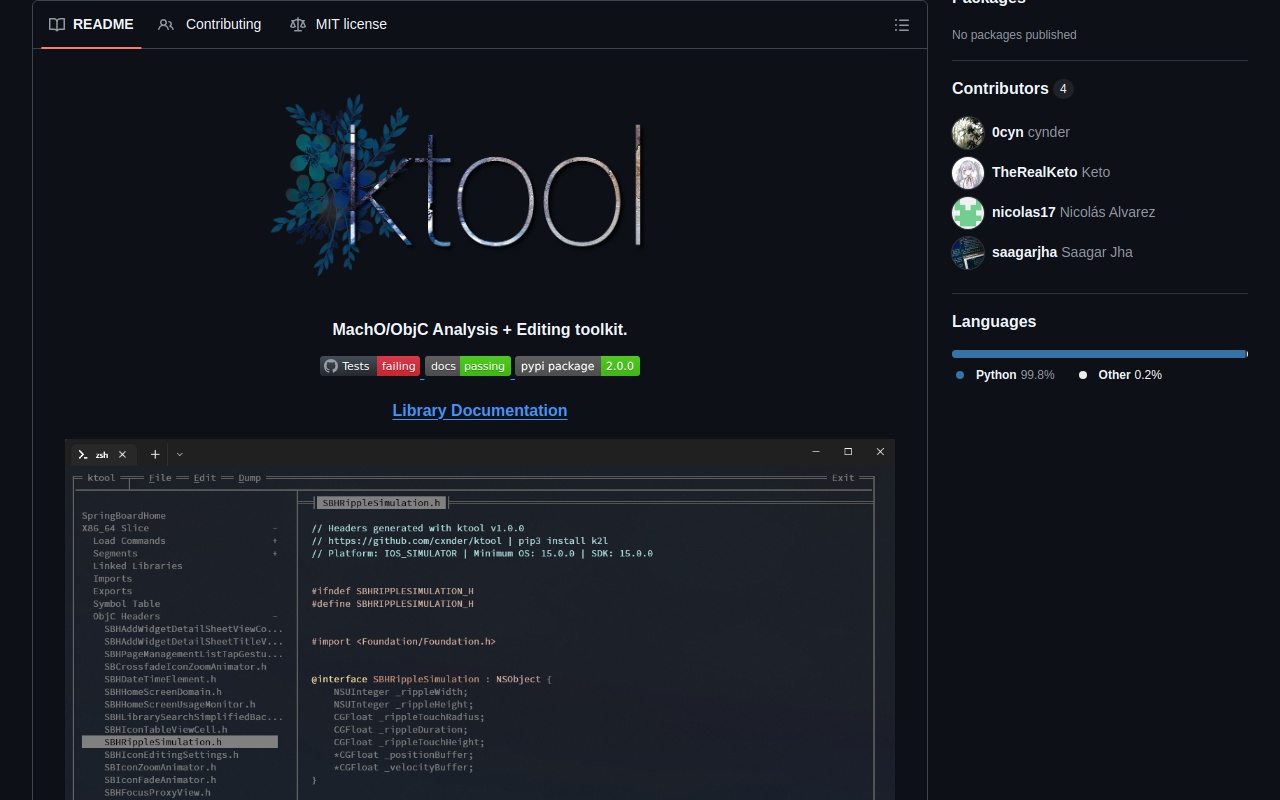 README
Contributing
MIT license
ktool
MachO/ObjC Analysis + Editing toolkit.
Tests failing docs passing pypi package 2.0.0
Library Documentation
zsh
ktool File Edit Dump Exit
SpringBoardHome
X86_64 Slice -
Load Commands +
Segments +
Linked Libraries
Imports
Exports
Symbol Table
ObjC Headers -
SBHAddWidgetDetailSheetViewCo...
SBHAddWidgetDetailSheetTitleV...
SBHPageManagementListTapGestu...
SBCrossfadeIconZoomAnimator.h
SBHDateTimeElement.h
SBHHomeScreenDomain.h
SBHHomeScreenUsageMonitor.h
SBHLibrarySearchSimplifiedBac...
SBHIconTableViewCell.h
SBHRippleSimulation.h
SBHIconEditingSettings.h
SBIconZoomAnimator.h
SBIconFadeAnimator.h
SBHFocusProxyView.h
SBHRippleSimulation.h
// Headers generated with ktool v1.0.0
// https://github.com/cxnder/ktool | pip3 install k2l
// Platform: IOS_SIMULATOR | Minimum OS: 15.0.0 | SDK: 15.0.0
#ifndef SBHRIPPLESIMULATION_H
#define SBHRIPPLESIMULATION_H
#import <Foundation/Foundation.h>
@interface SBHRippleSimulation : NSObject {
NSUInteger _rippleWidth;
NSUInteger _rippleHeight;
CGFloat _rippleTouchRadius;
CGFloat _rippleDuration;
CGFloat _rippleTouchHeight;
*CGFloat _positionBuffer;
*CGFloat _velocityBuffer;
}
Packages
No packages published
Contributors 4
0cyn cynder
TheRealKeto Keto
nicolas17 Nicolás Alvarez
saagarjha Saagar Jha
Languages
Python 99.8% Other 0.2%